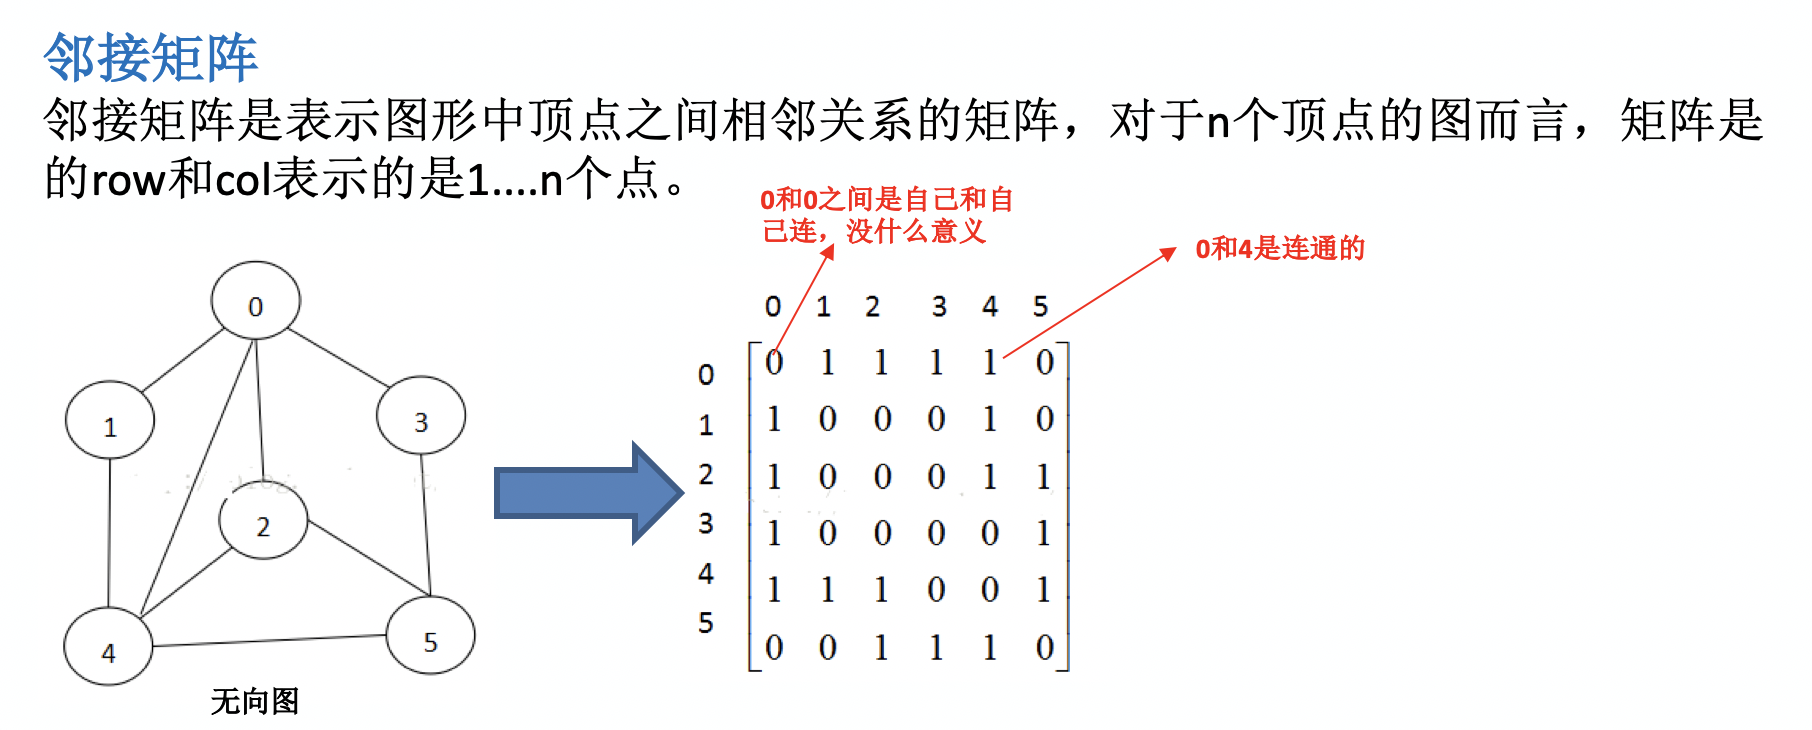 邻接矩阵
邻接矩阵是表示图形中顶点之间相邻关系的矩阵，对于n个顶点的图而言，矩阵是
的row和col表示的是1....n个点。
0和0之间是自己和自
己连，没什么意义
0和4是连通的
0
1
3
2
4
5
无向图
0 1 2 3 4 5
0 0 1 1 1 1 0
1 1 0 0 0 1 0
2 1 0 0 0 1 1
3 1 0 0 0 0 1
4 1 1 1 0 0 1
5 0 0 1 1 1 0